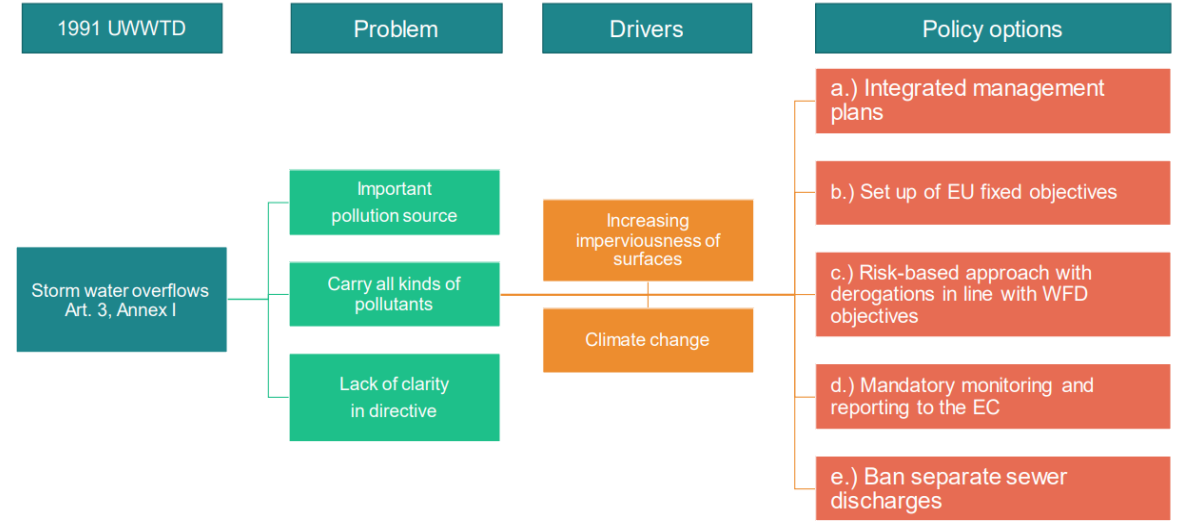 1991 UWWTD
Problem
Drivers
Policy options
Storm water overflows
Art. 3, Annex I
Important
pollution source
Carry all kinds of
pollutants
Lack of clarity
in directive
Increasing
imperviousness of
surfaces
Climate change
a.) Integrated management
plans
b.) Set up of EU fixed objectives
c.) Risk-based approach with
derogations in line with WFD
objectives
d.) Mandatory monitoring and
reporting to the EC
e.) Ban separate sewer
discharges